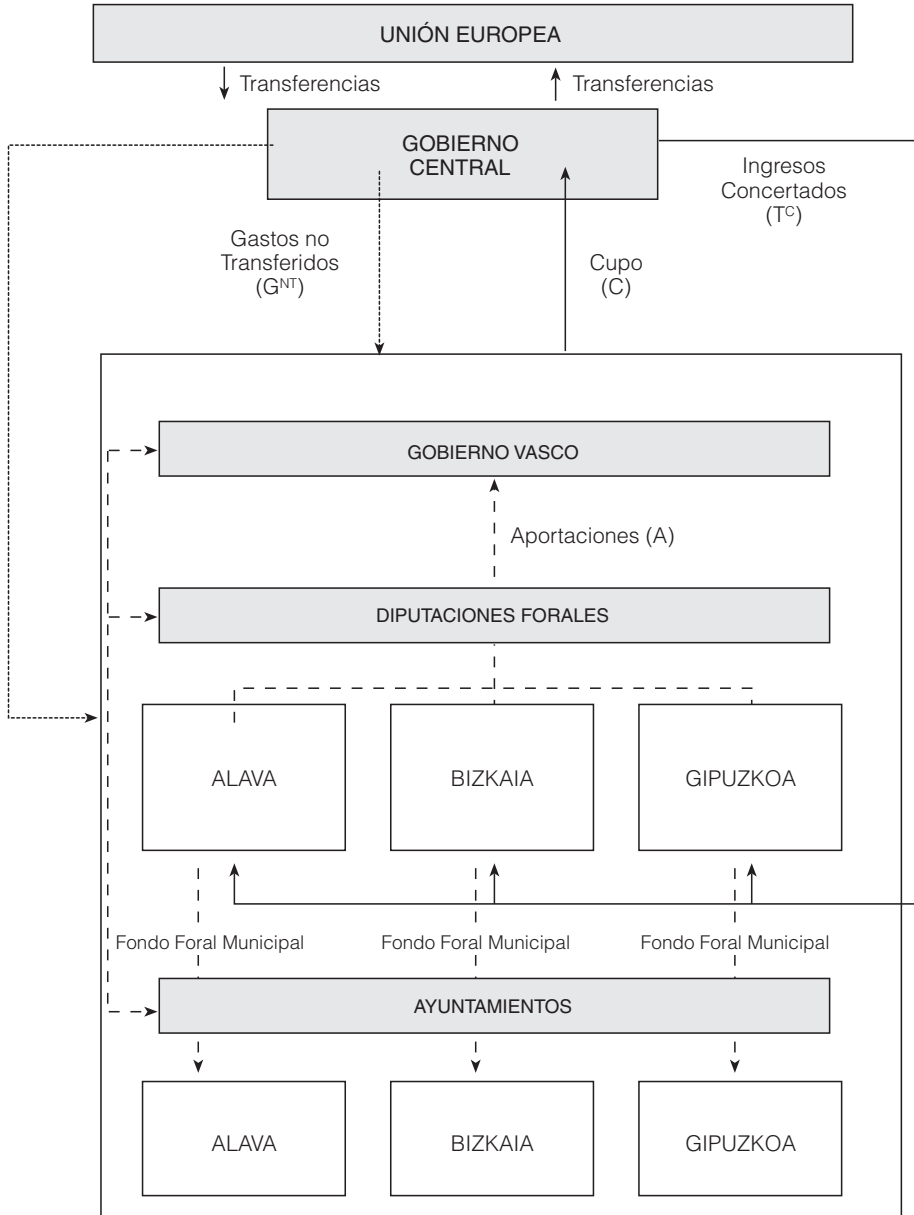 UNIÓN EUROPEA
Transferencias
Transferencias
GOBIERNO
CENTRAL
Ingresos
Concertados
(Tᶜ)
Gastos no
Transferidos
(Gᴺᵀ)
Cupo
(C)
GOBIERNO VASCO
Aportaciones (A)
DIPUTACIONES FORALES
ALAVA
BIZKAIA
GIPUZKOA
Fondo Foral Municipal
Fondo Foral Municipal
Fondo Foral Municipal
AYUNTAMIENTOS
ALAVA
BIZKAIA
GIPUZKOA